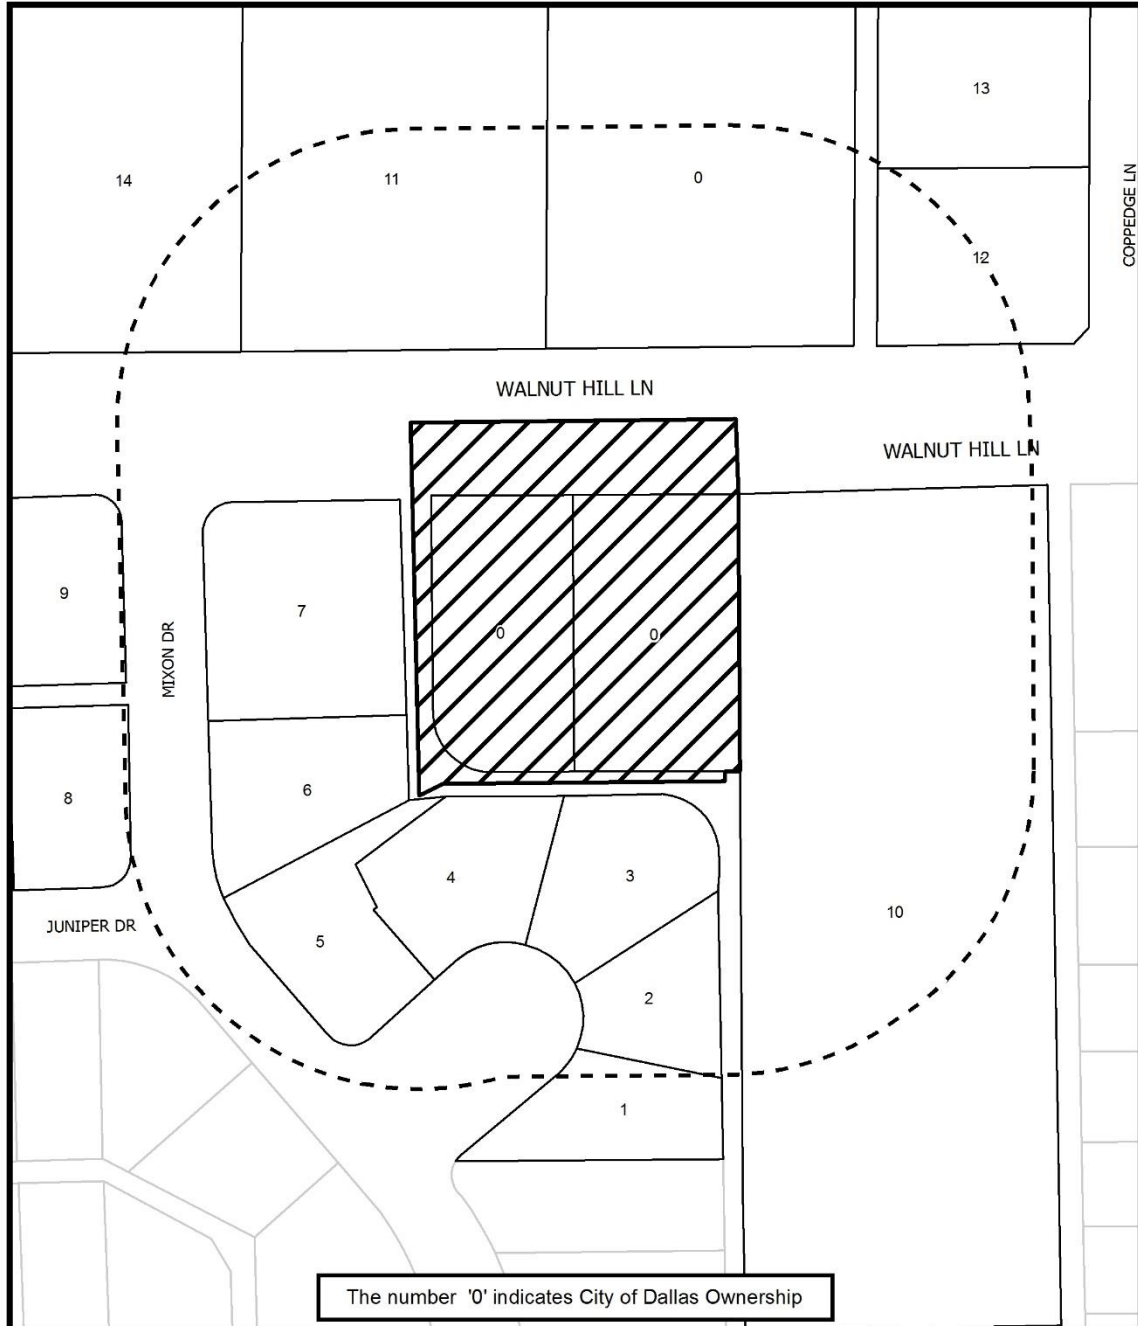 13
14
11
0
COPPEDGE LN
12
WALNUT HILL LN
WALNUT HILL LN
9
7
0
0
MIXON DR
6
8
4
3
10
JUNIPER DR
5
2
1
The number '0' indicates City of Dallas Ownership